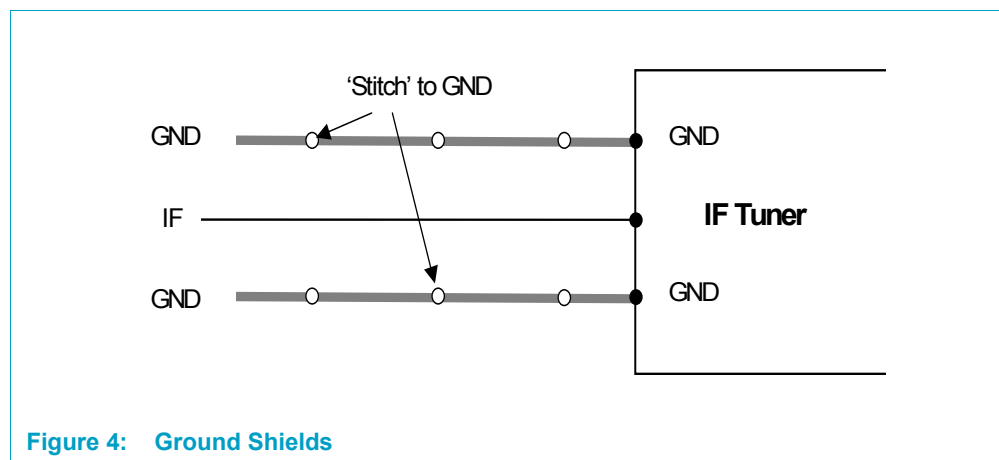 ‘Stitch’ to GND
GND
GND
IF
IF Tuner
GND
GND
Figure 4: Ground Shields